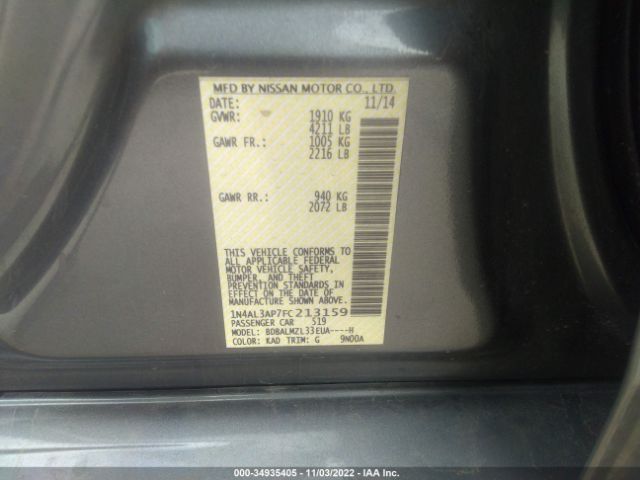 MFD BY NISSAN MOTOR CO., LTD.
DATE: 11/14
GVWR: 1910 KG
4211 LB
GAWR FR.: 1005 KG
2216 LB
GAWR RR.: 940 KG
2072 LB
THIS VEHICLE CONFORMS TO
ALL APPLICABLE FEDERAL
MOTOR VEHICLE SAFETY,
BUMPER, AND THEFT
PREVENTION STANDARDS IN
EFFECT ON THE DATE OF
MANUFACTURE SHOWN ABOVE.
1N4AL3AP7FC213159
PASSENGER CAR 519
MODEL: BDBALMZL33EUA----H
COLOR: KAD TRIM: G 9N00A
000-34935405 - 11/03/2022 - IAA Inc.